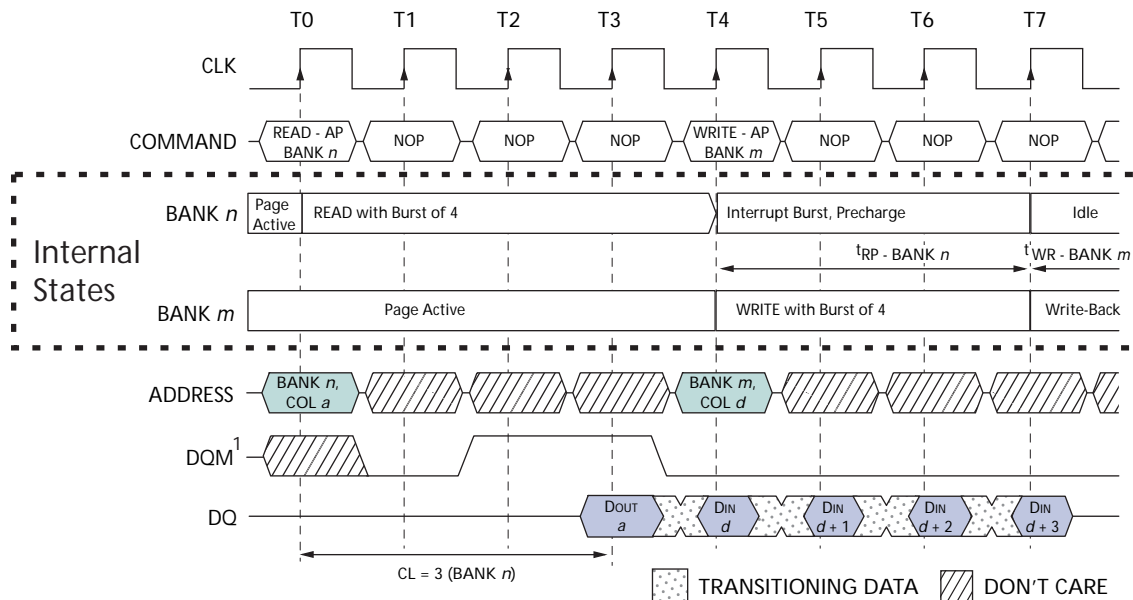 T0 T1 T2 T3 T4 T5 T6 T7
CLK
COMMAND
READ - AP
BANK n
NOP
NOP
NOP
WRITE - AP
BANK m
NOP
NOP
NOP
Internal
States
BANK n
Page
Active
READ with Burst of 4
Interrupt Burst, Precharge
Idle
tRP - BANK n
tWR - BANK m
BANK m
Page Active
WRITE with Burst of 4
Write-Back
ADDRESS
BANK n,
COL a
BANK m,
COL d
DQM1
DQ
DOUT
a
DIN
d
DIN
d + 1
DIN
d + 2
DIN
d + 3
CL = 3 (BANK n)
TRANSITIONING DATA
DON'T CARE